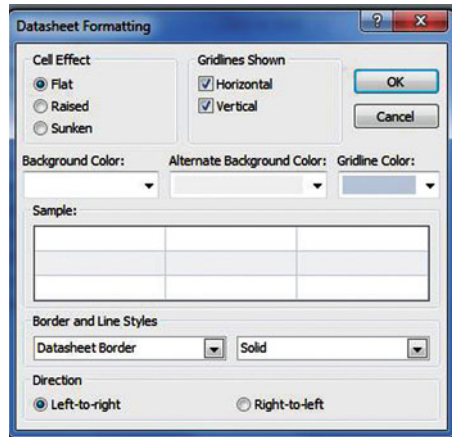 Datasheet Formatting
?
Cell Effect
Flat
Raised
Sunken
Gridlines Shown
Horizontal
Vertical
OK
Cancel
Background Color:
Alternate Background Color:
Gridline Color:
Sample:
Border and Line Styles
Datasheet Border
Solid
Direction
Left-to-right
Right-to-left